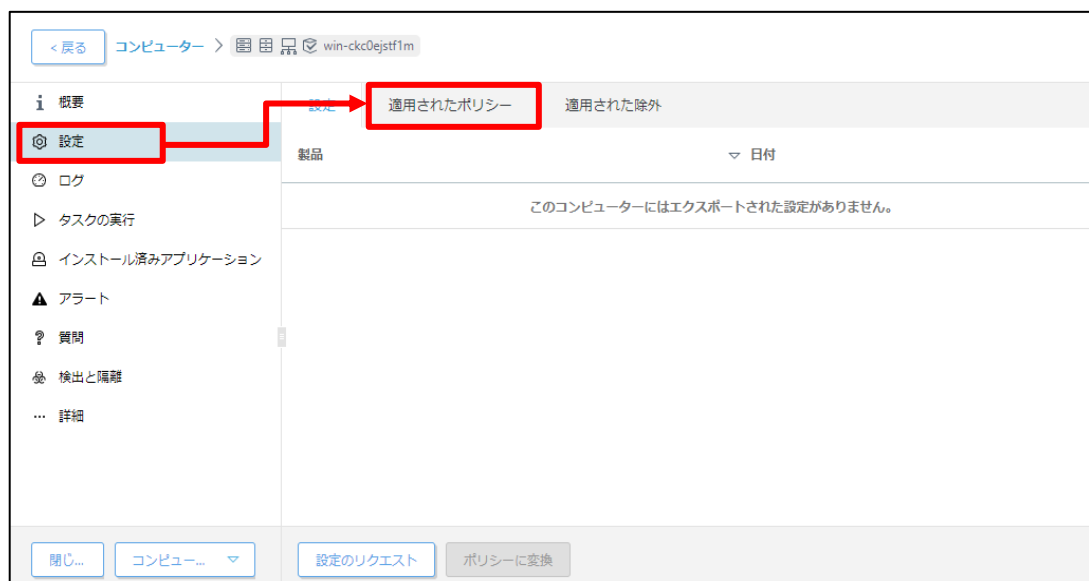 < 戻る コンピューター > win-ckc0ejstf1m
概要
設定 適用されたポリシー 適用された除外
設定
製品 日付
ログ
このコンピューターにはエクスポートされた設定がありません。
タスクの実行
インストール済みアプリケーション
アラート
質問
検出と隔離
詳細
閉じ... コンピュー... 設定のリクエスト ポリシーに変換